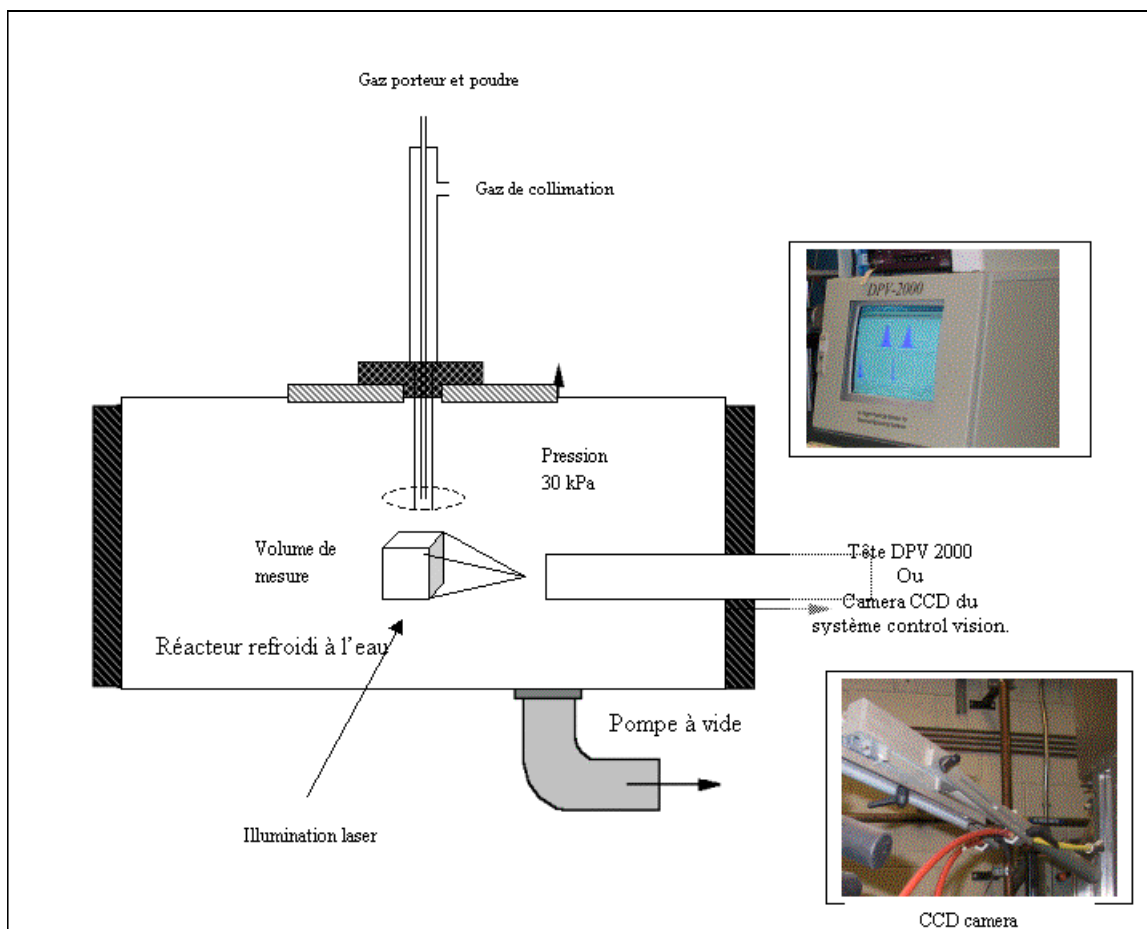 Gaz porteur et poudre
Gaz de collimation
DPV-2000
Pression
30 kPa
Volume de
mesure
Tête DPV 2000
Ou
Camera CCD du
système control vision.
Réacteur refroidi à l'eau
Pompe à vide
Illumination laser
CCD camera